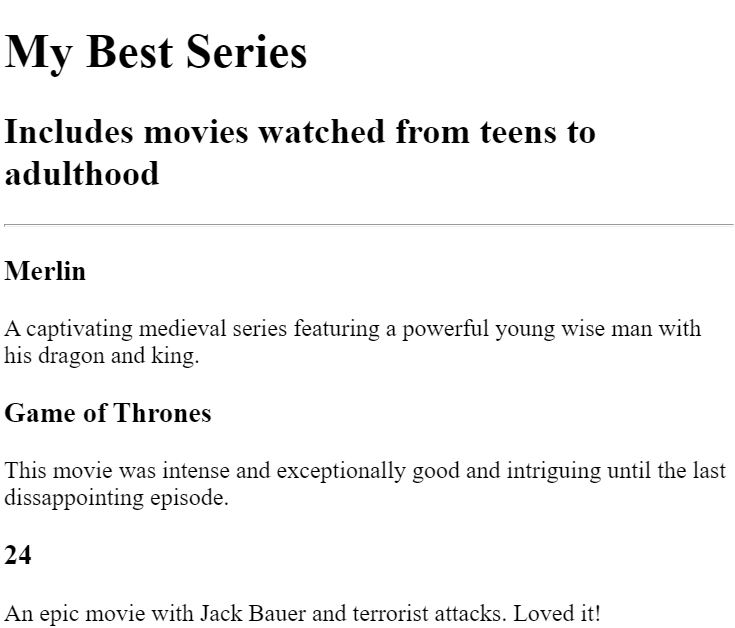 My Best Series
Includes movies watched from teens to
adulthood
Merlin
A captivating medieval series featuring a powerful young wise man with
his dragon and king.
Game of Thrones
This movie was intense and exceptionally good and intriguing until the last
dissappointing episode.
24
An epic movie with Jack Bauer and terrorist attacks. Loved it!